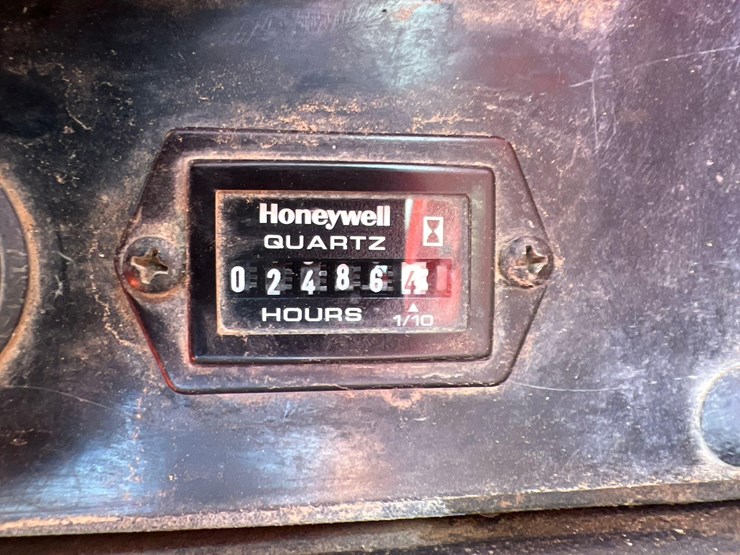 Honeywell
QUARTZ
024864
HOURS
1/10